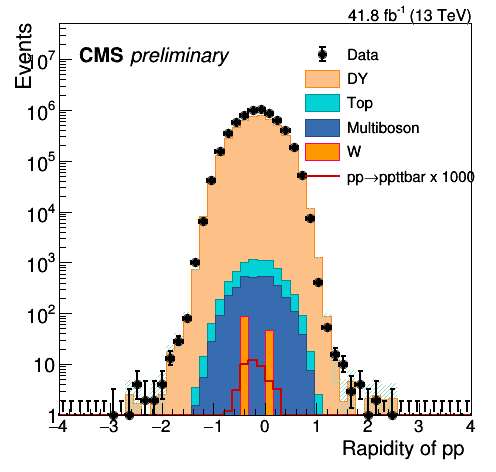 41.8 fb⁻¹ (13 TeV)
Events
CMS preliminary
Data
DY
Top
Multiboson
W
pp→ppttbar x 1000
10⁷
10⁶
10⁵
10⁴
10³
10²
10
1
−4 −3 −2 −1 0 1 2 3 4
Rapidity of pp